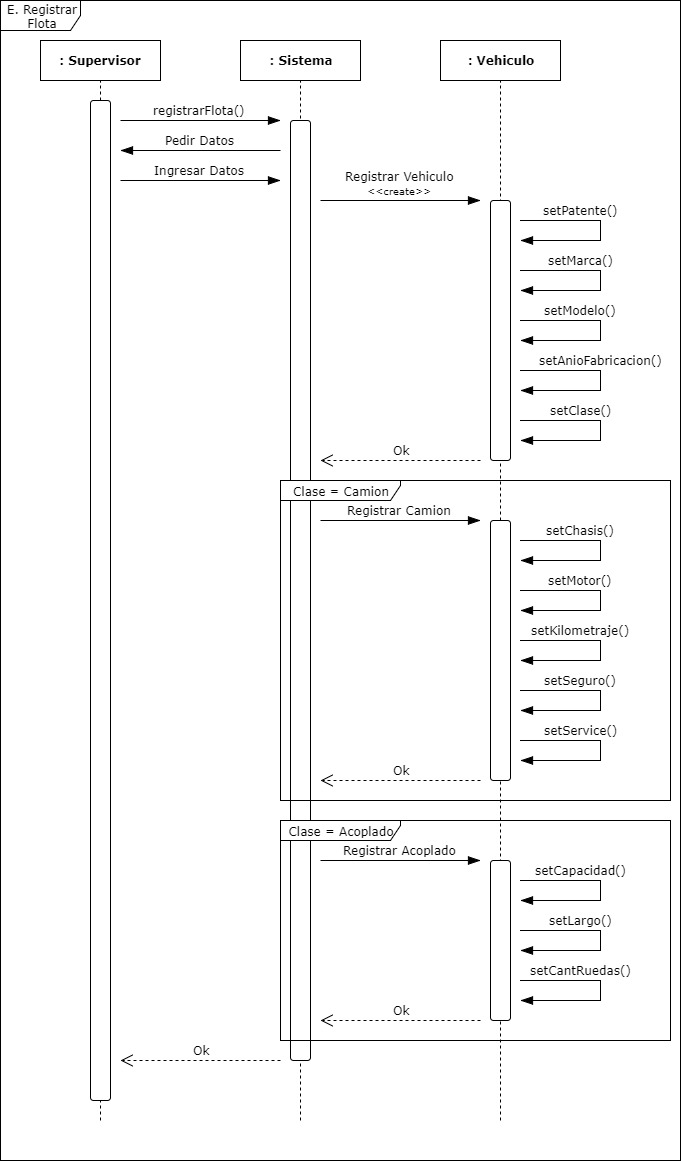 E. Registrar
Flota
: Supervisor
: Sistema
: Vehiculo
registrarFlota()
Pedir Datos
Ingresar Datos
Registrar Vehiculo
<<create>>
setPatente()
setMarca()
setModelo()
setAnioFabricacion()
setClase()
Ok
Clase = Camion
Registrar Camion
setChasis()
setMotor()
setKilometraje()
setSeguro()
setService()
Ok
Clase = Acoplado
Registrar Acoplado
setCapacidad()
setLargo()
setCantRuedas()
Ok
Ok